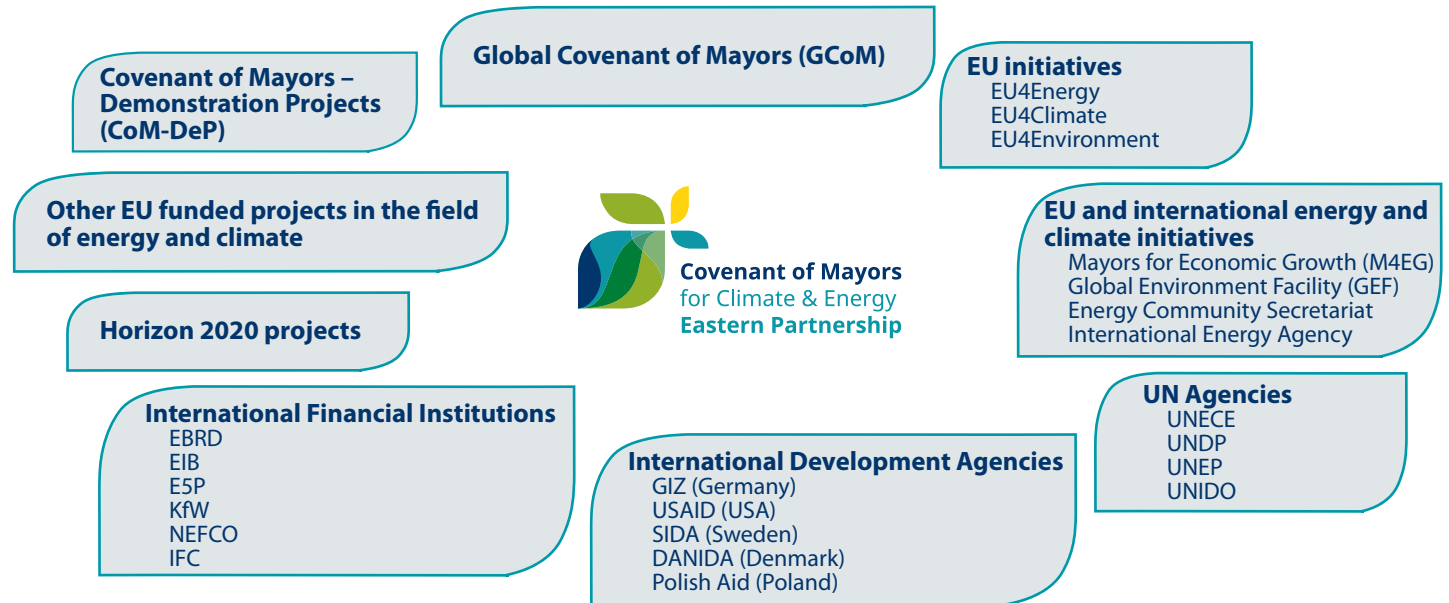 Global Covenant of Mayors (GCoM)
Covenant of Mayors –
Demonstration Projects
(CoM-DeP)
EU initiatives
EU4Energy
EU4Climate
EU4Environment
Other EU funded projects in the field
of energy and climate
EU and international energy and
climate initiatives
Mayors for Economic Growth (M4EG)
Global Environment Facility (GEF)
Energy Community Secretariat
International Energy Agency
Covenant of Mayors
for Climate & Energy
Eastern Partnership
Horizon 2020 projects
International Financial Institutions
EBRD
EIB
E5P
KfW
NEFCO
IFC
International Development Agencies
GIZ (Germany)
USAID (USA)
SIDA (Sweden)
DANIDA (Denmark)
Polish Aid (Poland)
UN Agencies
UNECE
UNDP
UNEP
UNIDO